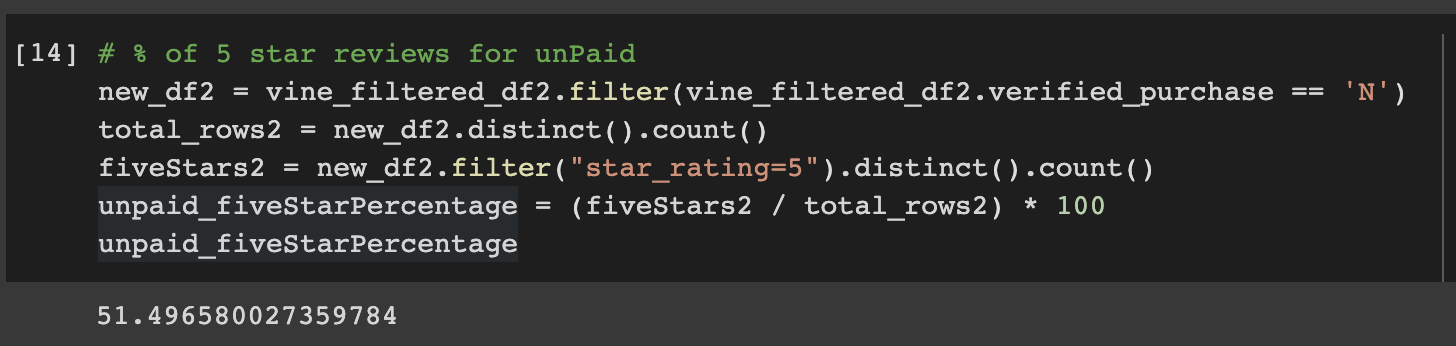 [14] # % of 5 star reviews for unPaid
new_df2 = vine_filtered_df2.filter(vine_filtered_df2.verified_purchase == 'N')
total_rows2 = new_df2.distinct().count()
fiveStars2 = new_df2.filter("star_rating=5").distinct().count()
unpaid_fiveStarPercentage = (fiveStars2 / total_rows2) * 100
unpaid_fiveStarPercentage
51.496580027359784